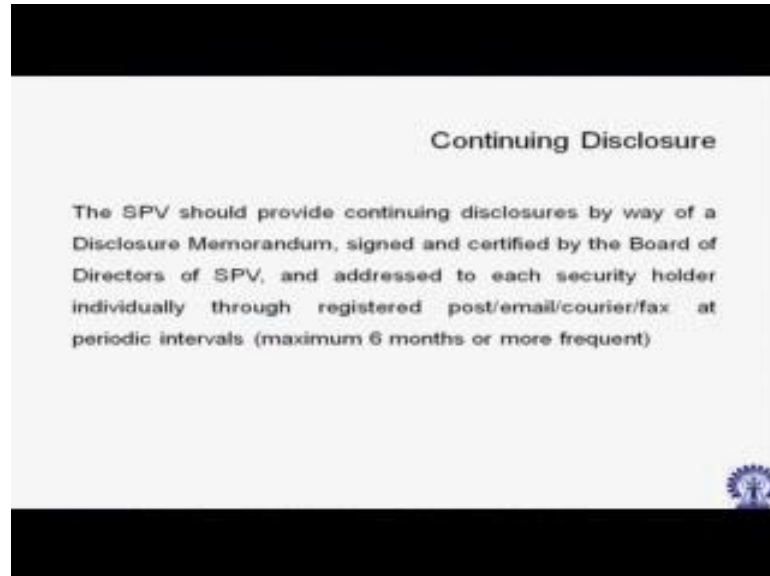 Continuing Disclosure
The SPV should provide continuing disclosures by way of a
Disclosure Memorandum, signed and certified by the Board of
Directors of SPV, and addressed to each security holder
individually through registered post/email/courier/fax at
periodic intervals (maximum 6 months or more frequent)